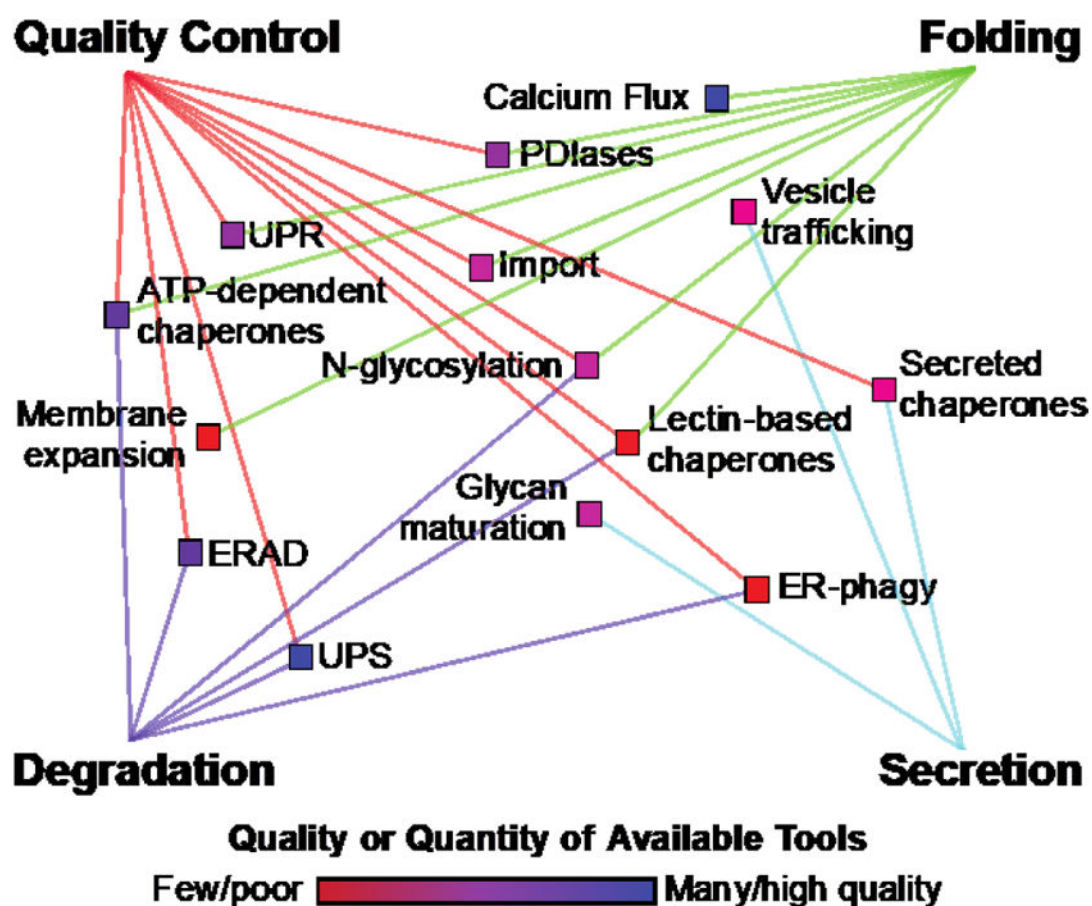 Quality Control
Folding
Calcium Flux
PDIases
Vesicle
trafficking
UPR
Import
ATP-dependent
chaperones
N-glycosylation
Secreted
chaperones
Membrane
expansion
Lectin-based
chaperones
Glycan
maturation
ERAD
ER-phagy
UPS
Degradation
Secretion
Quality or Quantity of Available Tools
Few/poor
Many/high quality